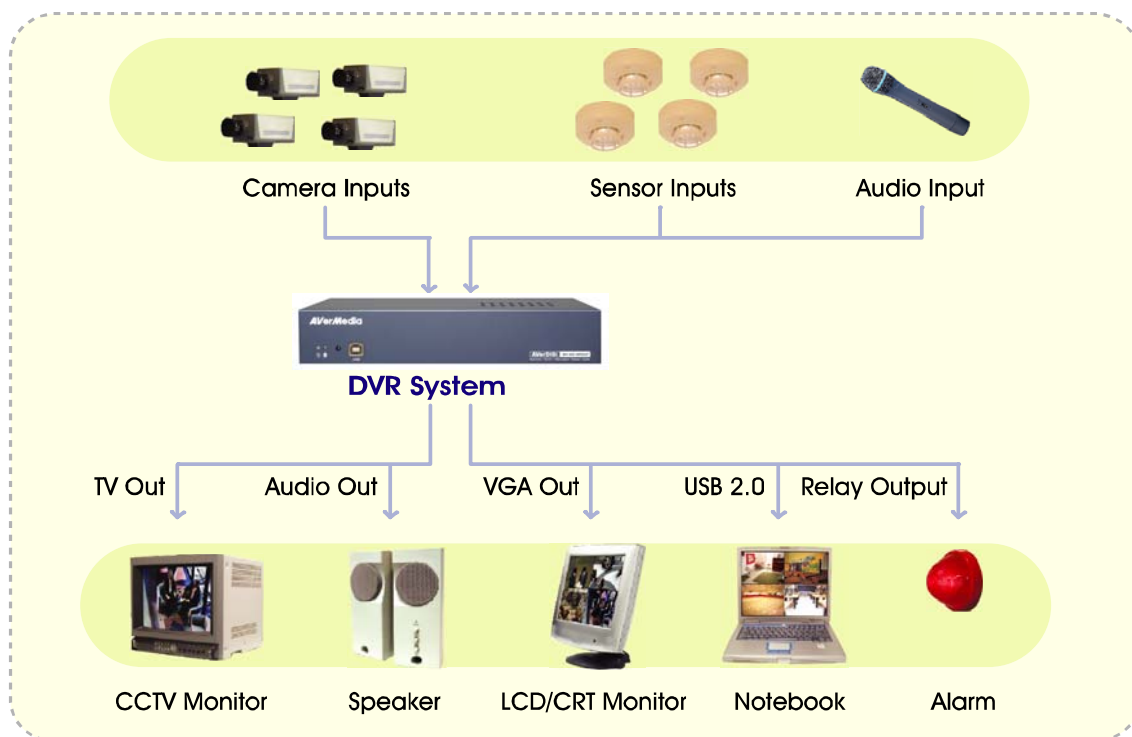 Camera Inputs
Sensor Inputs
Audio Input
AVerMedia
DVR System
TV Out
Audio Out
VGA Out
USB 2.0
Relay Output
CCTV Monitor
Speaker
LCD/CRT Monitor
Notebook
Alarm